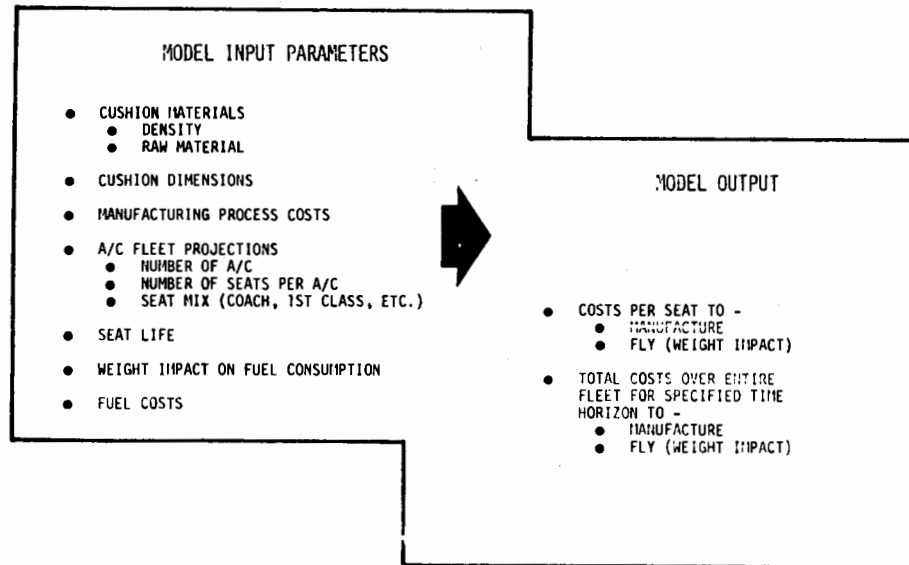 MODEL INPUT PARAMETERS
● CUSHION MATERIALS
● DENSITY
● RAW MATERIAL
● CUSHION DIMENSIONS
● MANUFACTURING PROCESS COSTS
● A/C FLEET PROJECTIONS
● NUMBER OF A/C
● NUMBER OF SEATS PER A/C
● SEAT MIX (COACH, 1ST CLASS, ETC.)
● SEAT LIFE
● WEIGHT IMPACT ON FUEL CONSUMPTION
● FUEL COSTS
MODEL OUTPUT
● COSTS PER SEAT TO -
● MANUFACTURE
● FLY (WEIGHT IMPACT)
● TOTAL COSTS OVER ENTIRE
FLEET FOR SPECIFIED TIME
HORIZON TO -
● MANUFACTURE
● FLY (WEIGHT IMPACT)